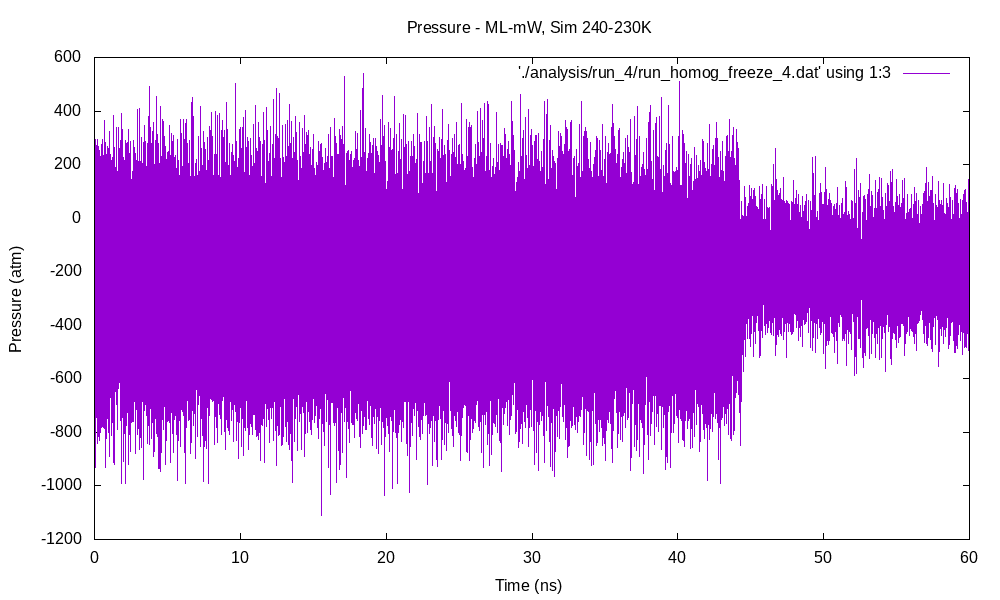 Pressure - ML-mW, Sim 240-230K
'./analysis/run_4/run_homog_freeze_4.dat' using 1:3
600
400
200
0
-200
-400
-600
-800
-1000
-1200
Pressure (atm)
0 10 20 30 40 50 60
Time (ns)